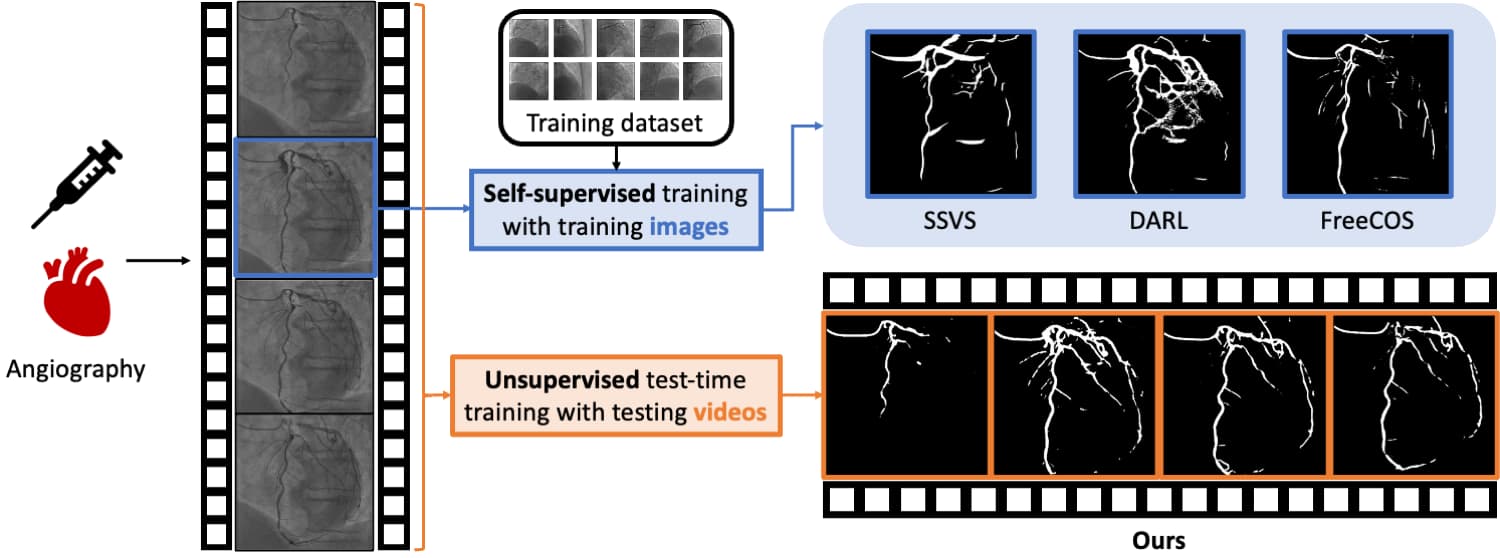 Angiography
Training dataset
Self-supervised training
with training images
SSVS
DARL
FreeCOS
Unsupervised test-time
training with testing videos
Ours